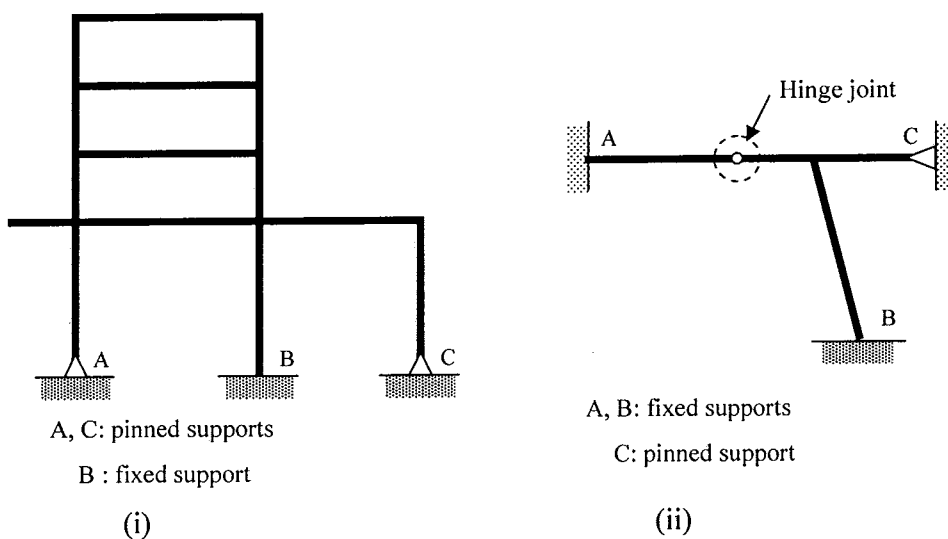 A
B
C
A, C: pinned supports
B : fixed support
(i)
Hinge joint
A
C
B
A, B: fixed supports
C: pinned support
(ii)